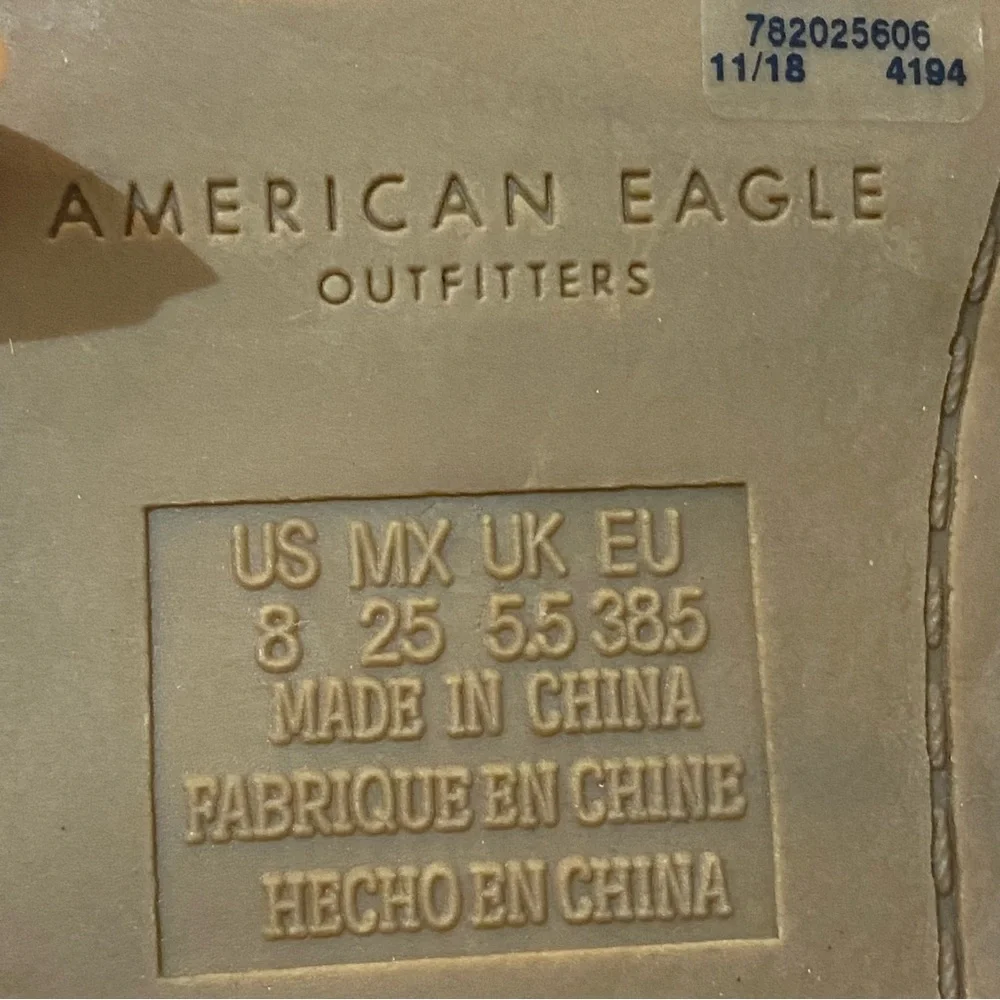 782025606
11/18 4194
AMERICAN EAGLE
OUTFITTERS
US MX UK EU
8 25 5.5 38.5
MADE IN CHINA
FABRIQUE EN CHINE
HECHO EN CHINA